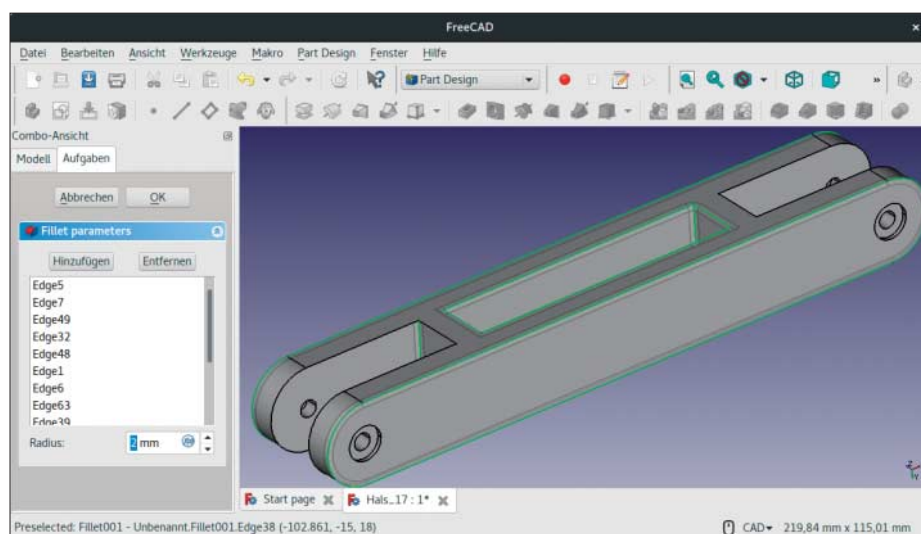 FreeCAD
Datei Bearbeiten Ansicht Werkzeuge Makro Part Design Fenster Hilfe
Part Design
Combo-Ansicht
Modell Aufgaben
Abbrechen OK
Fillet parameters
Hinzufügen Entfernen
Edge5
Edge7
Edge49
Edge32
Edge48
Edge1
Edge6
Edge63
Edge39
Radius: 2 mm
Start page Hals_17 : 1*
Preselected: Fillet001 - Unbenannt.Fillet001.Edge38 (-102.861, -15, 18) CAD 219,84 mm x 115,01 mm